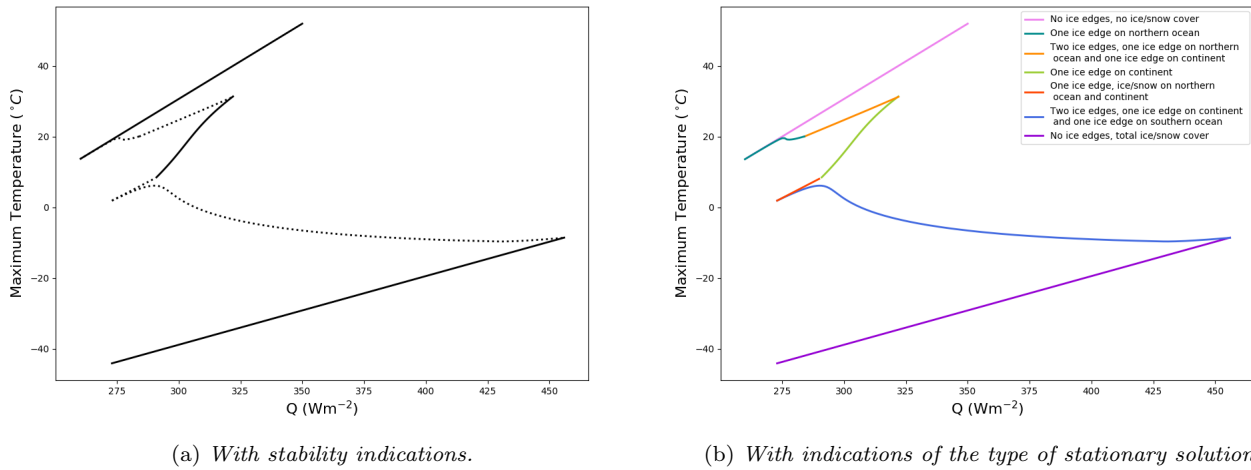 40
20
0
−20
−40
Maximum Temperature ( °C)
275
300
325
350
375
400
425
450
Q (Wm−2)
(a) With stability indications.
No ice edges, no ice/snow cover
One ice edge on northern ocean
Two ice edges, one ice edge on northern
ocean and one ice edge on continent
One ice edge on continent
One ice edge, ice/snow on northern
ocean and continent
Two ice edges, one ice edge on continent
and one ice edge on southern ocean
No ice edges, total ice/snow cover
40
20
0
−20
−40
Maximum Temperature ( °C)
275
300
325
350
375
400
425
450
Q (Wm−2)
(b) With indications of the type of stationary solution